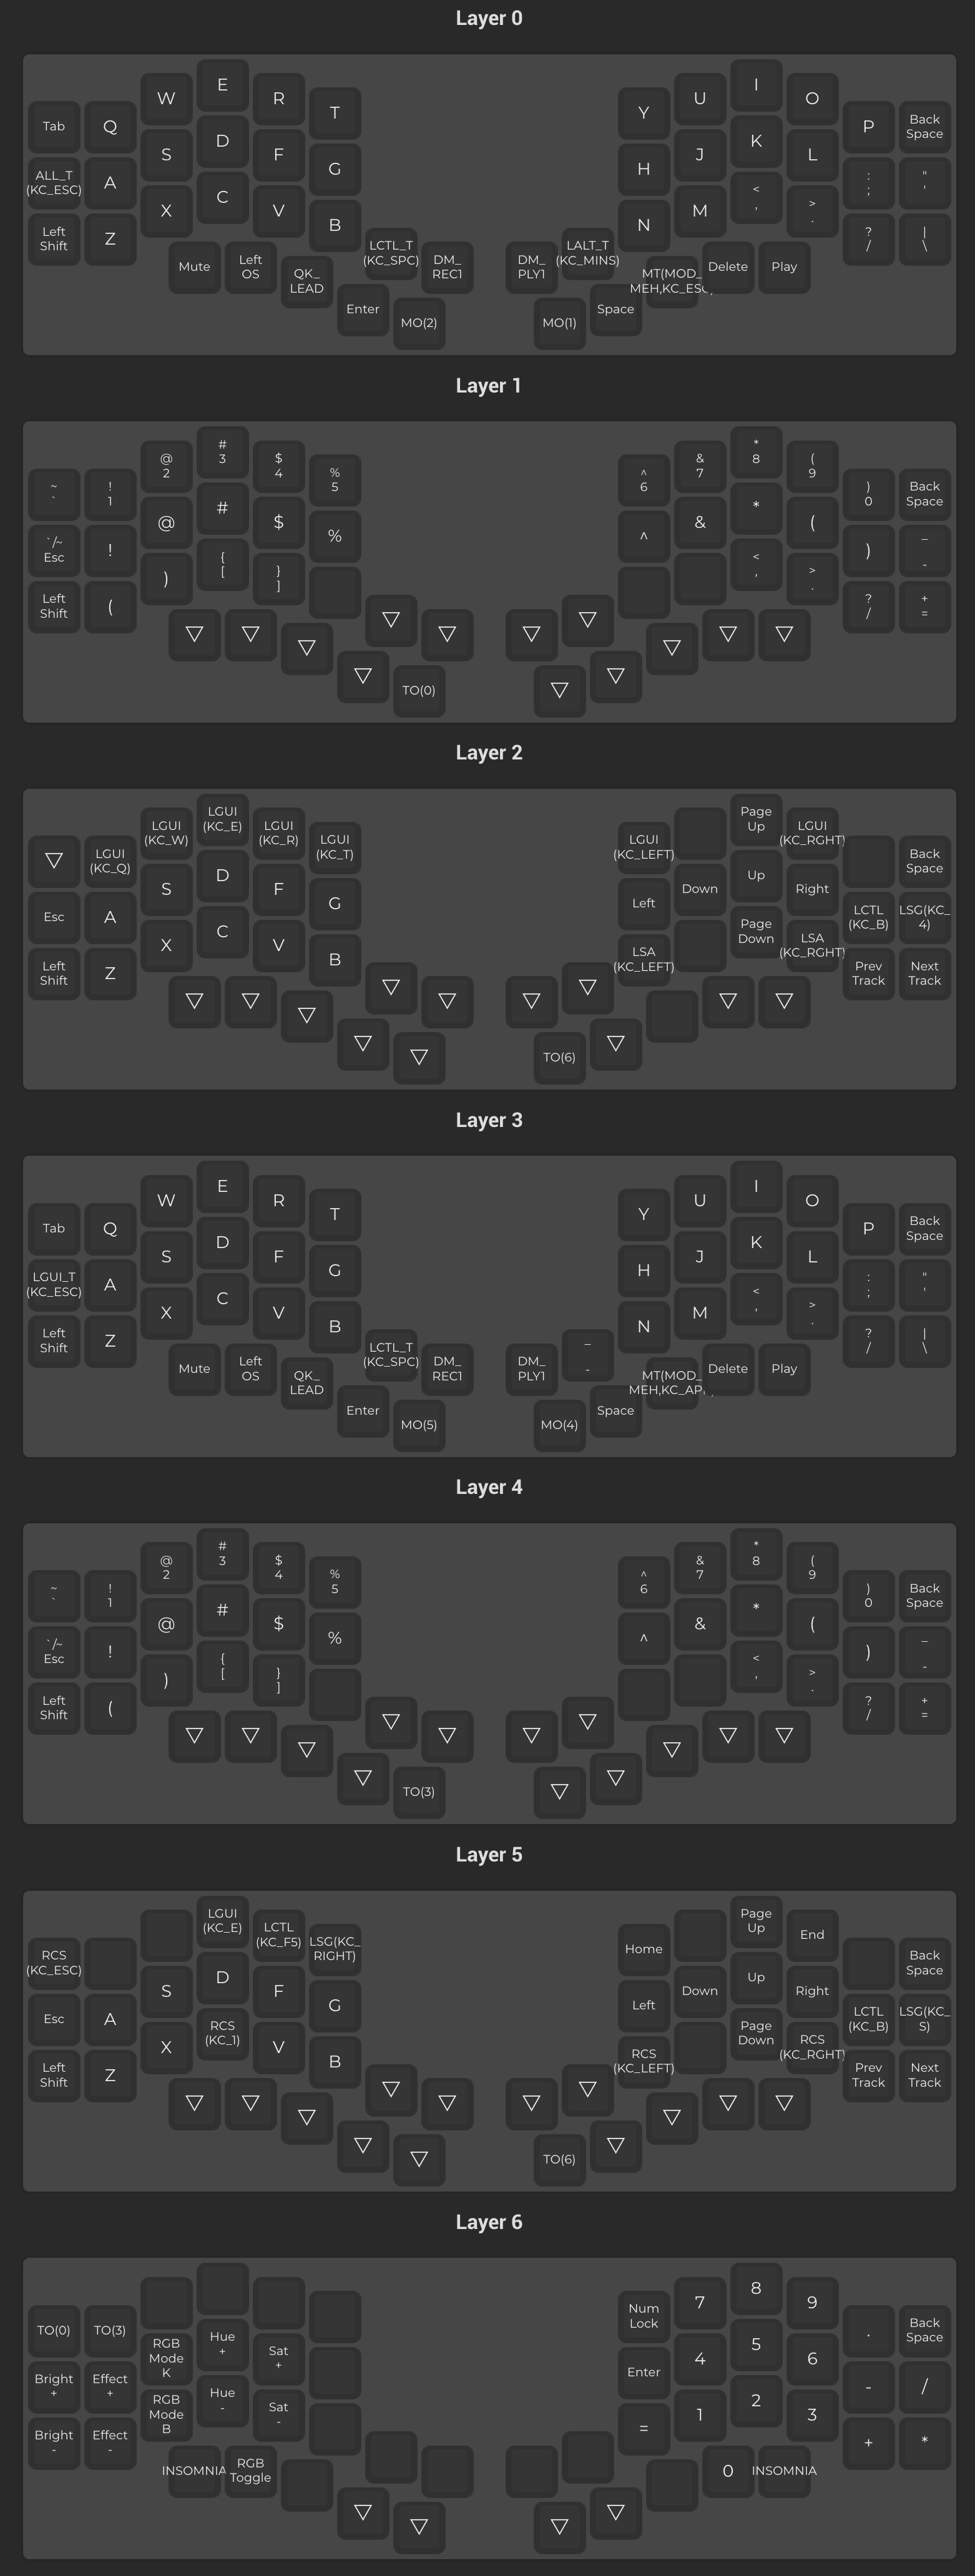 Layer 0
E
W R
T
Tab Q
D
S F
G
ALL_T
(KC_ESC) A
C
X V
B
Left
Shift Z
Mute
Left
OS
QK_
LEAD
LCTL_T
(KC_SPC)
DM_
REC1
Enter
MO(2)
I
U O
Y
P
Back
Space
K
J L
H
:
;
"
'
<
,
M
>
.
N
?
/
|
\
DM_
PLY1
LALT_T
(KC_MINS)
MT(MOD_
MEH,KC_ESC)
Delete
Play
MO(1)
Space
Layer 1
#
3
@
2
$
4
%
5
~
`
!
1
#
@ $
%
`/~
Esc
!
{
[
)
}
]
Left
Shift
(
TO(0)
*
8
&
7
(
9
^
6
)
0
Back
Space
*
& (
^
)
_
-
<
,
>
.
?
/
+
=
Layer 2
LGUI
(KC_E)
LGUI
(KC_W)
LGUI
(KC_R)
LGUI
(KC_T)
LGUI
(KC_Q)
D
S F
G
Esc A
C
X V
B
Left
Shift Z
Page
Up
LGUI
(KC_RGHT)
LGUI
(KC_LEFT)
Back
Space
Up
Down Right
Left
LCTL
(KC_B)
LSG(KC_
4)
Page
Down
LSA
(KC_RGHT)
LSA
(KC_LEFT)
Prev
Track
Next
Track
TO(6)
Layer 3
E
W R
T
Tab Q
D
S F
G
LGUI_T
(KC_ESC) A
C
X V
B
Left
Shift Z
Mute
Left
OS
QK_
LEAD
LCTL_T
(KC_SPC)
DM_
REC1
Enter
MO(5)
I
U O
Y
P
Back
Space
K
J L
H
:
;
"
'
<
,
M
>
.
N
?
/
|
\
DM_
PLY1
_
-
MT(MOD_
Delete
Play
MO(4)
Space
Layer 4
#
3
@
2
$
4
%
5
~
`
!
1
#
@ $
%
`/~
Esc
!
{
[
)
}
]
Left
Shift
(
TO(3)
*
8
&
7
(
9
^
6
)
0
Back
Space
*
& (
^
)
_
-
<
,
>
.
?
/
+
=
Layer 5
LGUI
(KC_E)
LCTL
(KC_F5)
LSG(KC_
RIGHT)
RCS
(KC_ESC)
D
S F
G
Esc A
RCS
(KC_1)
X V
B
Left
Shift Z
Page
Up
End
Home
Back
Space
Up
Down Right
Left
LCTL
(KC_B)
LSG(KC_
S)
Page
Down
RCS
(KC_RGHT)
RCS
(KC_LEFT)
Prev
Track
Next
Track
TO(6)
Layer 6
TO(0) TO(3)
RGB
Mode
K
Hue
+
Sat
+
Bright
+
Effect
+
RGB
Mode
B
Hue
-
Sat
-
Bright
-
Effect
-
INSOMNIA
RGB
Toggle
8
7 9
Num
Lock
.
Back
Space
5
4 6
Enter
- /
2
1 3
=
+ *
0 INSOMNIA